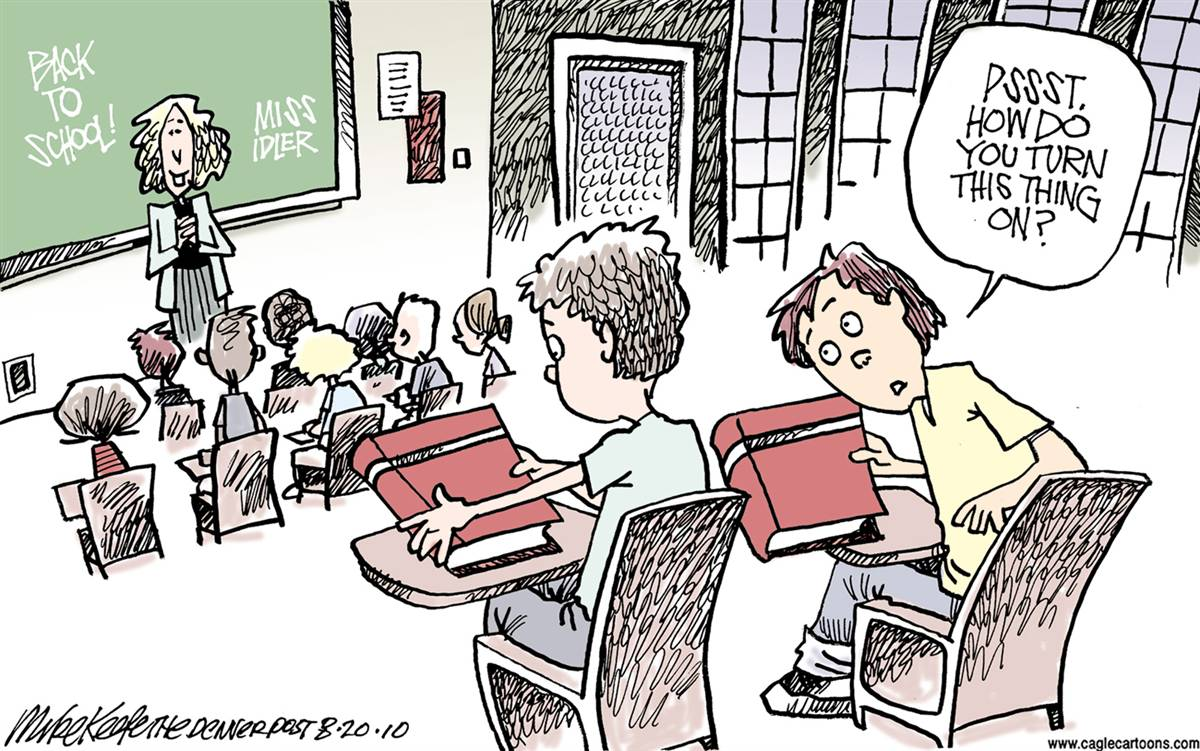 BACK
TO
SCHOOL!
MISS
IDLER
PSSST,
HOW DO
YOU TURN
THIS THING
ON?
MIKE KEEFE THE DENVER POST 8·20·10
www.caglecartoons.com